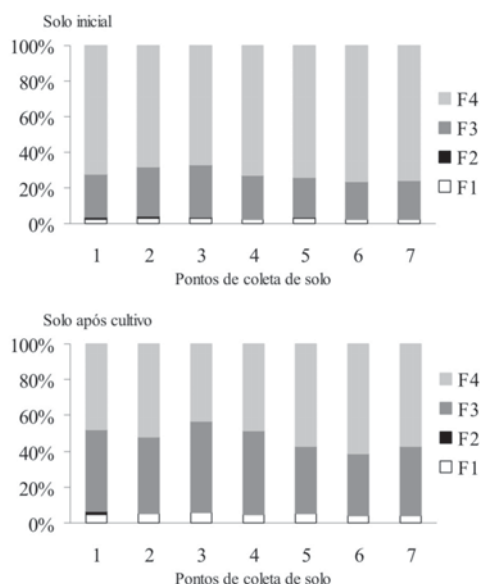 Solo inicial
100%
80%
60%
40%
20%
0%
F4
F3
F2
F1
1 2 3 4 5 6 7
Pontos de coleta de solo
Solo após cultivo
100%
80%
60%
40%
20%
0%
F4
F3
F2
F1
1 2 3 4 5 6 7
Pontos de coleta de solo